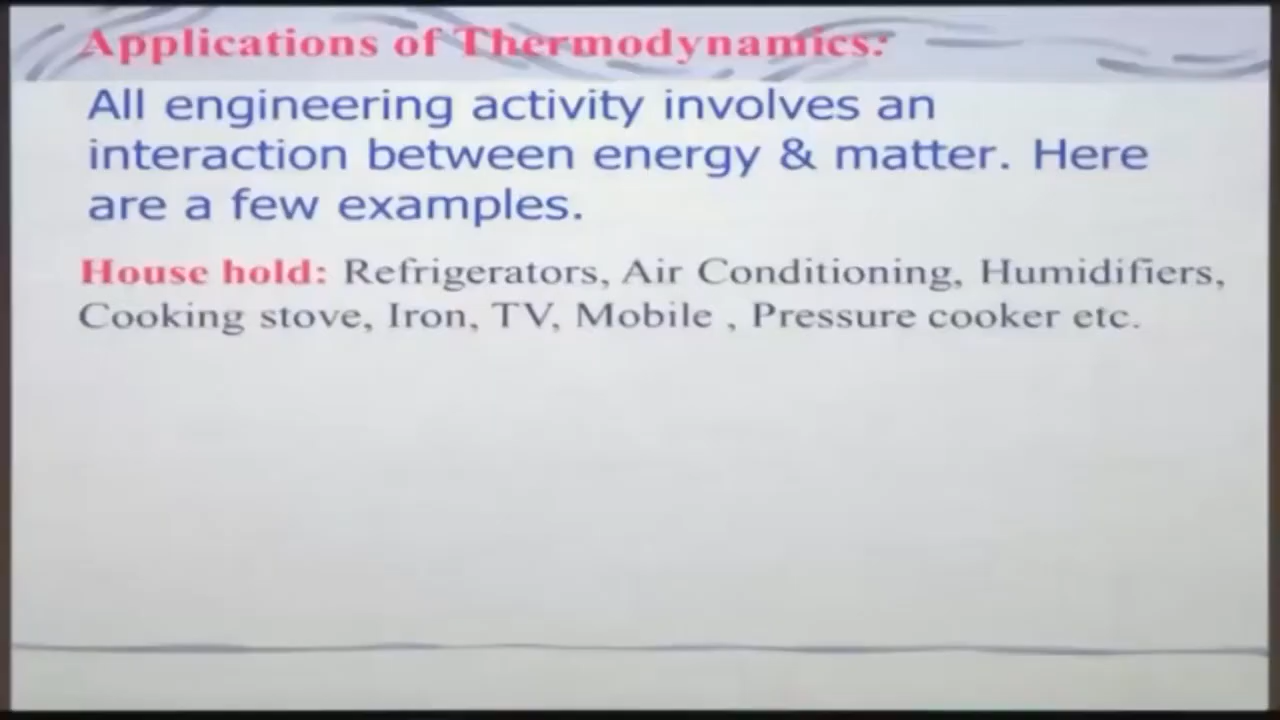 Applications of Thermodynamics:
All engineering activity involves an
interaction between energy & matter. Here
are a few examples.
House hold: Refrigerators, Air Conditioning, Humidifiers,
Cooking stove, Iron, TV, Mobile , Pressure cooker etc.